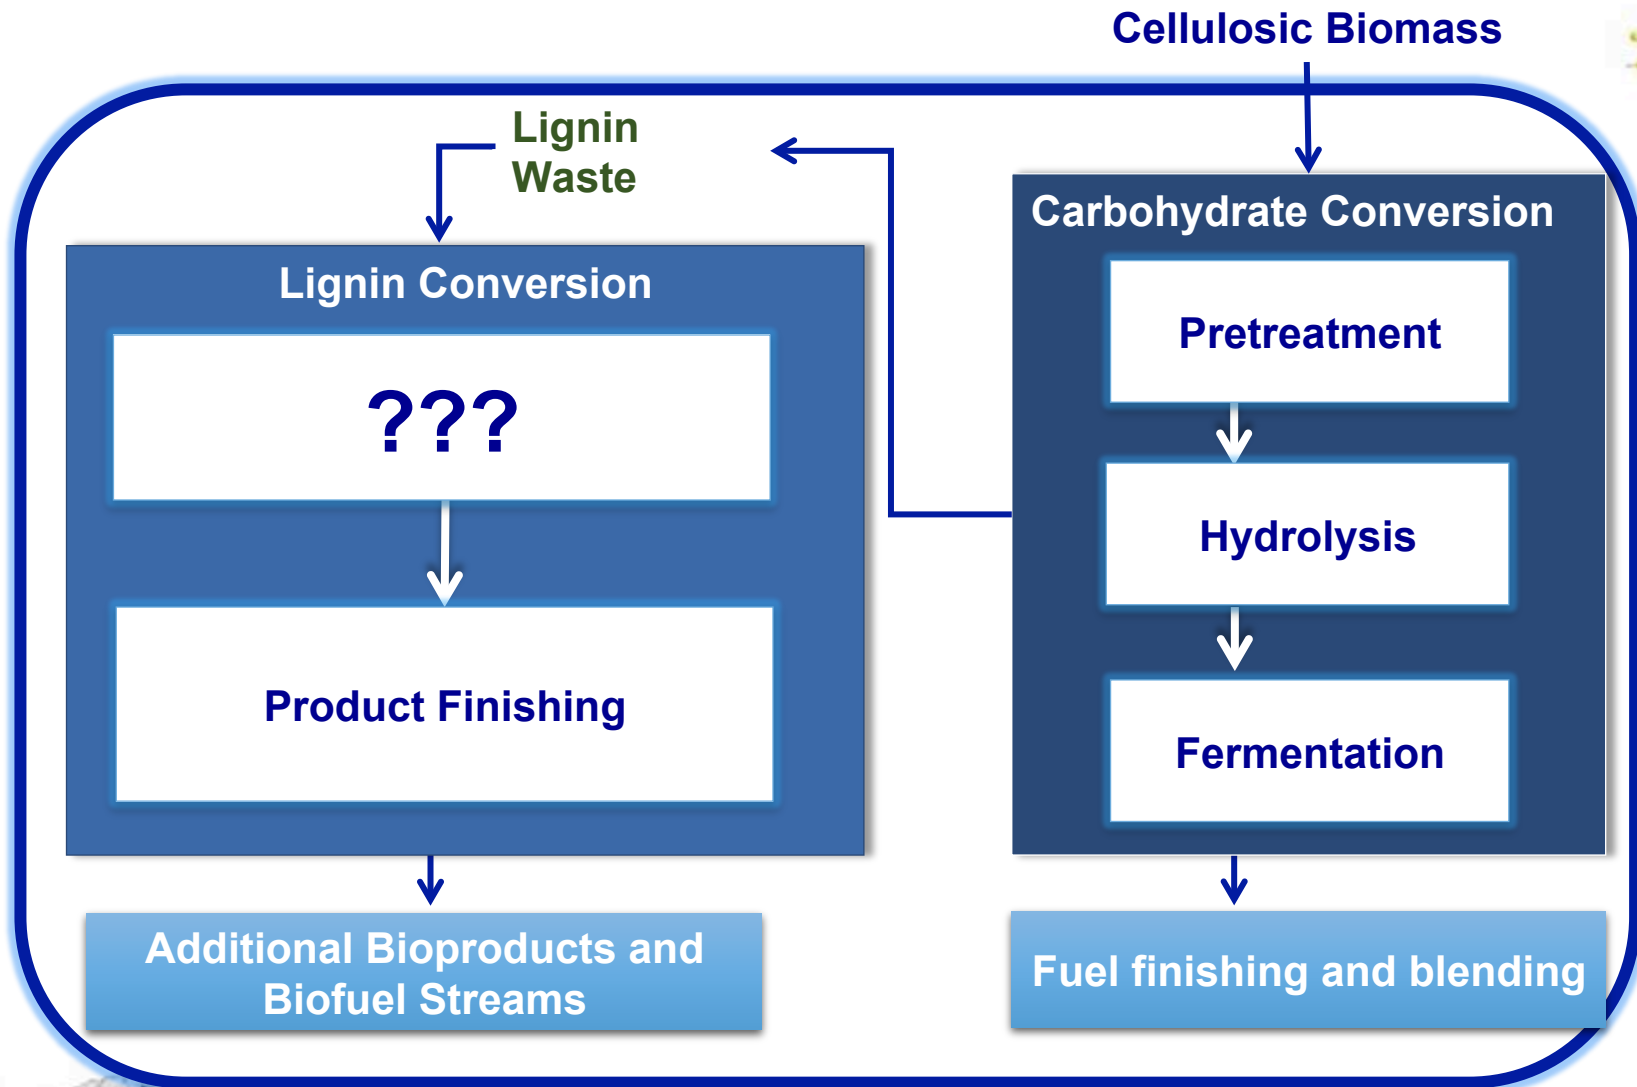 Cellulosic Biomass
Lignin
Waste
Carbohydrate Conversion
Pretreatment
Hydrolysis
Fermentation
Fuel finishing and blending
Lignin Conversion
???
Product Finishing
Additional Bioproducts and
Biofuel Streams